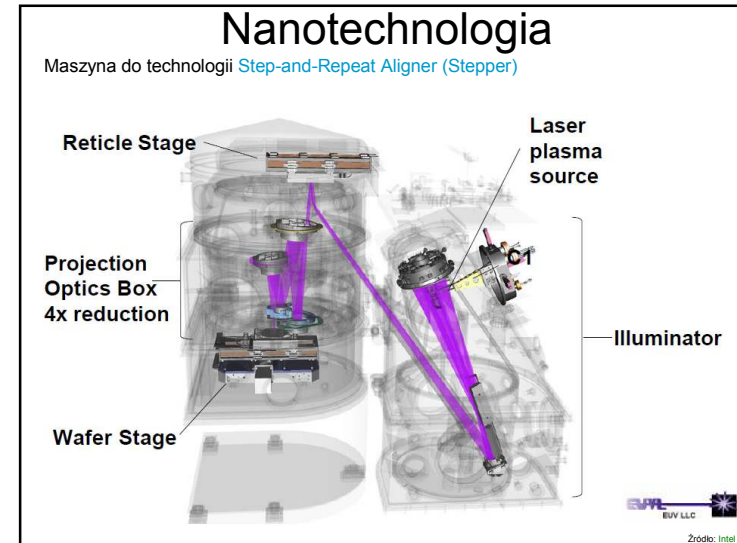 Nanotechnologia
Maszyna do technologii Step-and-Repeat Aligner (Stepper)
Reticle Stage
Laser
plasma
source
Projection
Optics Box
4x reduction
Illuminator
Wafer Stage
EUV LLC
Źródło: Intel